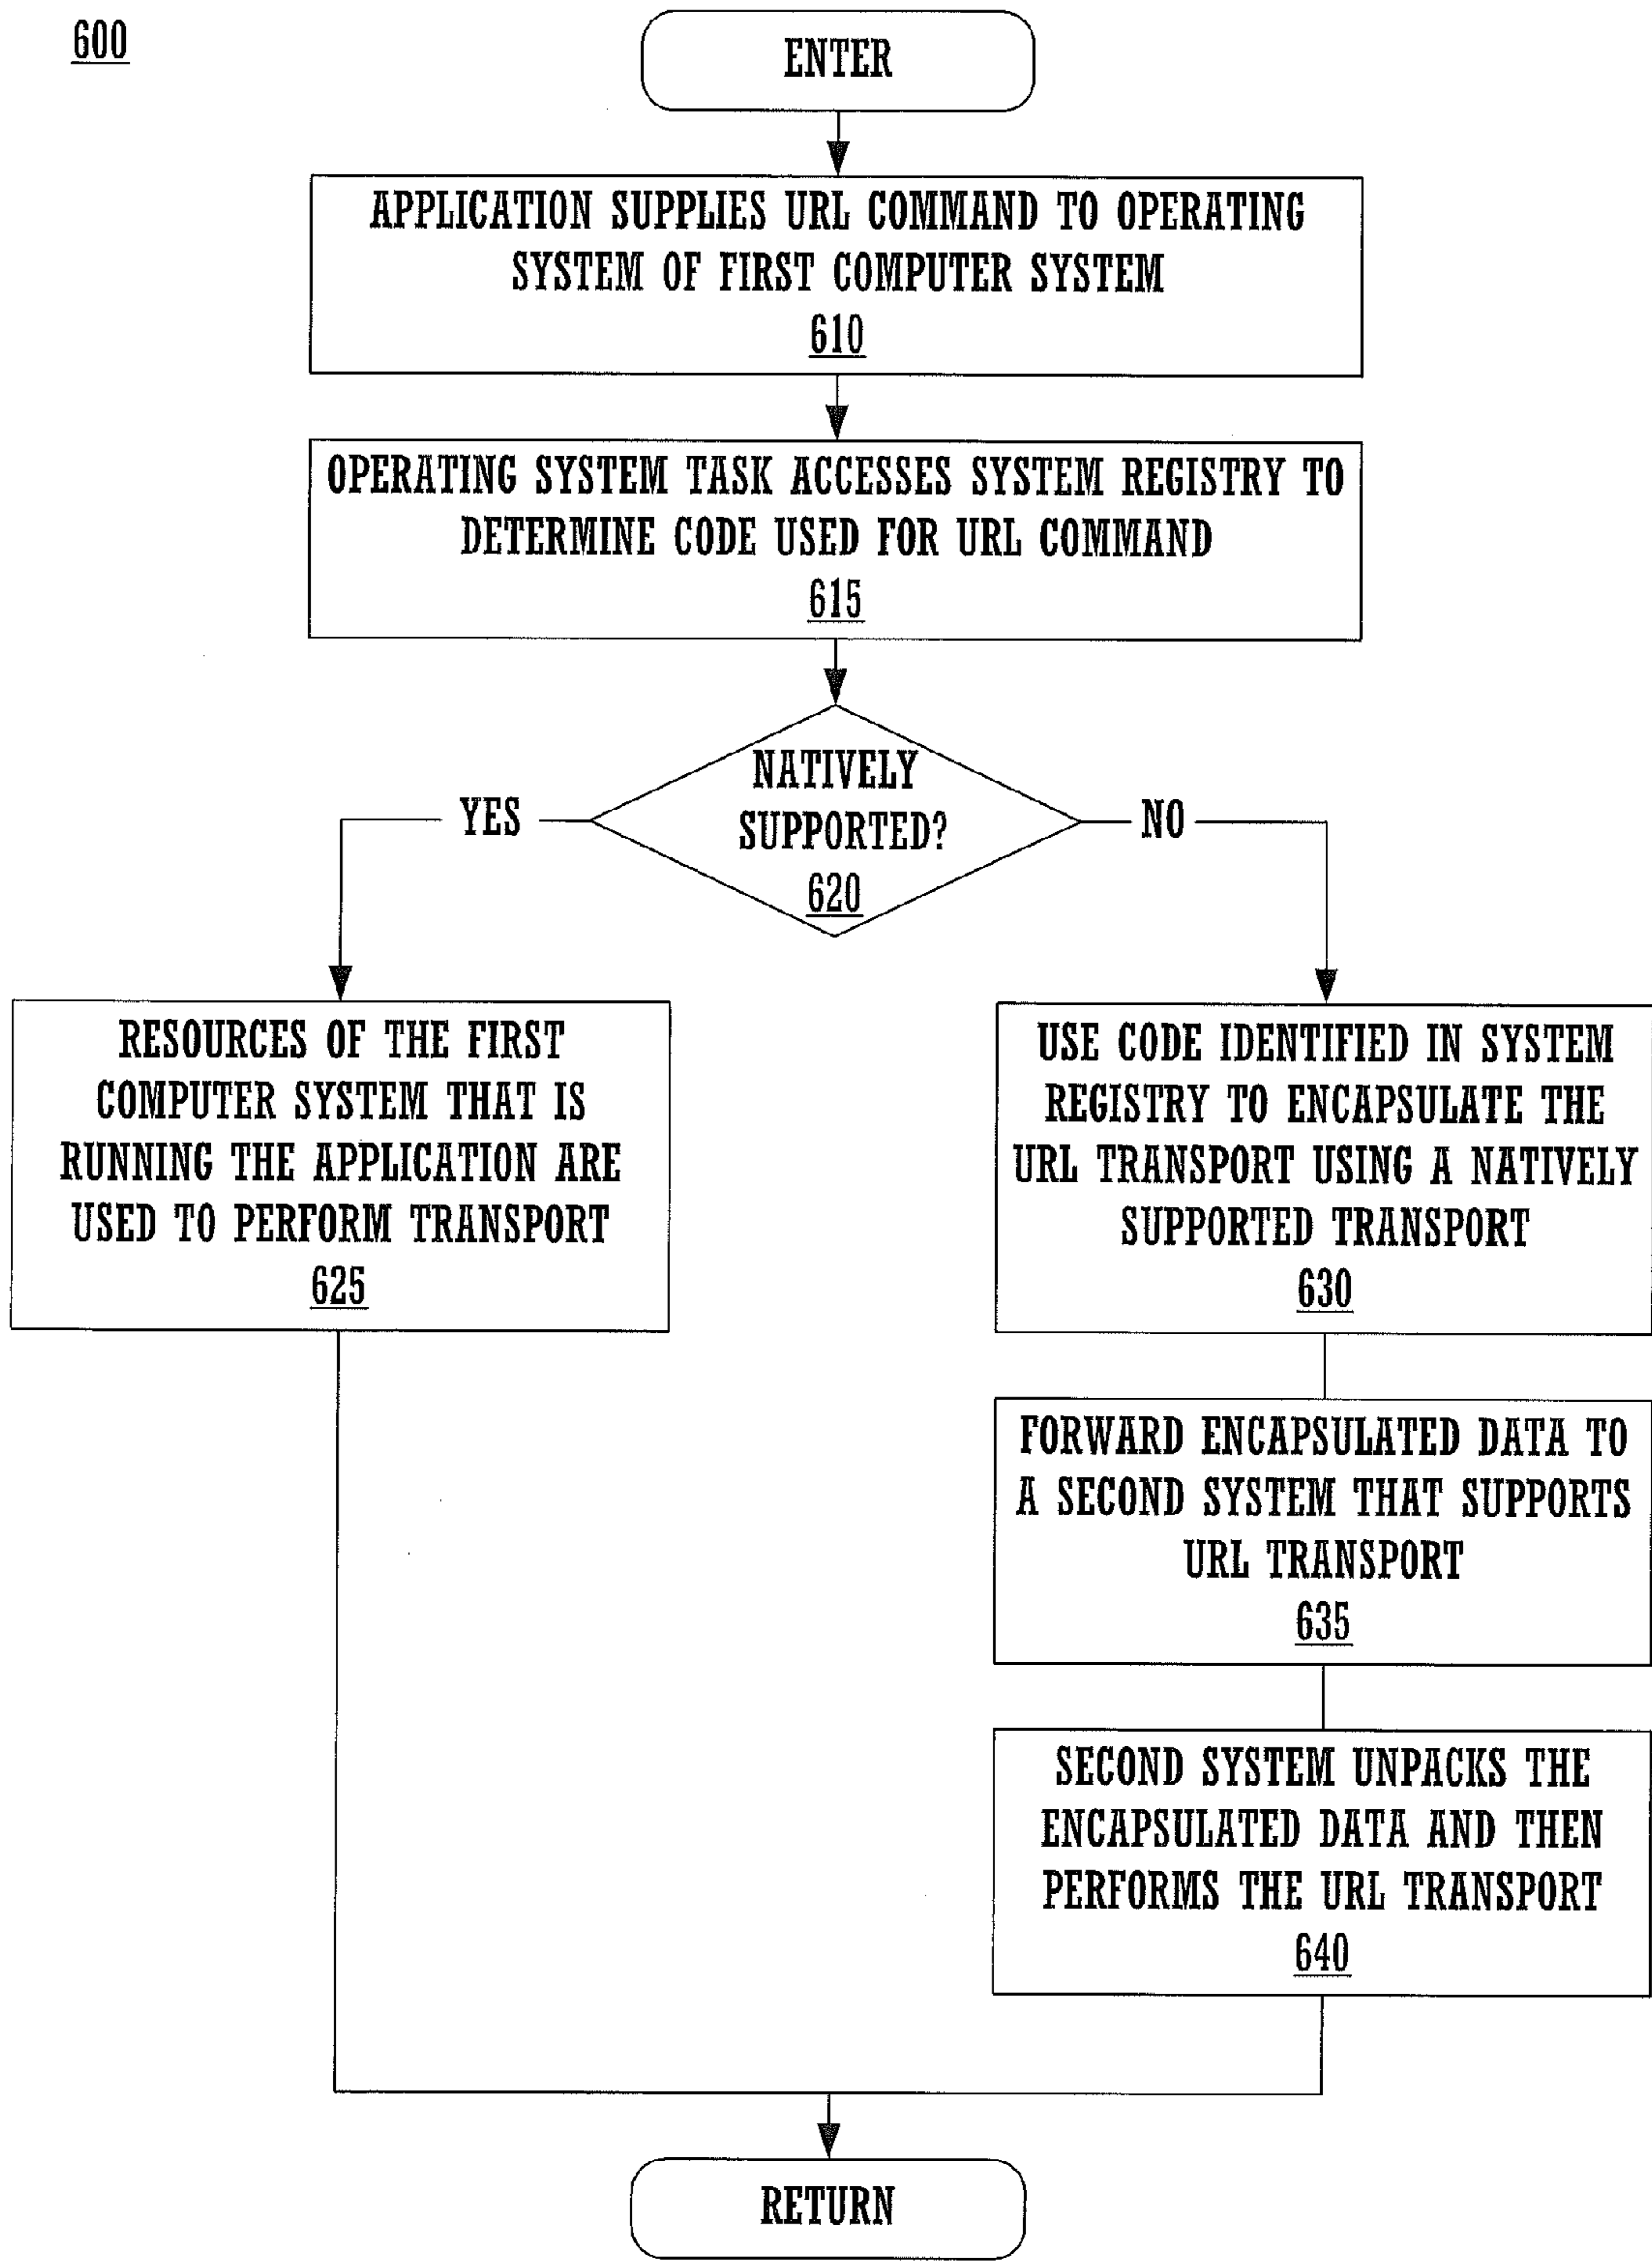 600
ENTER
APPLICATION SUPPLIES URL COMMAND TO OPERATING
SYSTEM OF FIRST COMPUTER SYSTEM
610
OPERATING SYSTEM TASK ACCESSES SYSTEM REGISTRY TO
DETERMINE CODE USED FOR URL COMMAND
615
NATIVELY
SUPPORTED?
620
YES
NO
RESOURCES OF THE FIRST
COMPUTER SYSTEM THAT IS
RUNNING THE APPLICATION ARE
USED TO PERFORM TRANSPORT
625
USE CODE IDENTIFIED IN SYSTEM
REGISTRY TO ENCAPSULATE THE
URL TRANSPORT USING A NATIVELY
SUPPORTED TRANSPORT
630
FORWARD ENCAPSULATED DATA TO
A SECOND SYSTEM THAT SUPPORTS
URL TRANSPORT
635
SECOND SYSTEM UNPACKS THE
ENCAPSULATED DATA AND THEN
PERFORMS THE URL TRANSPORT
640
RETURN